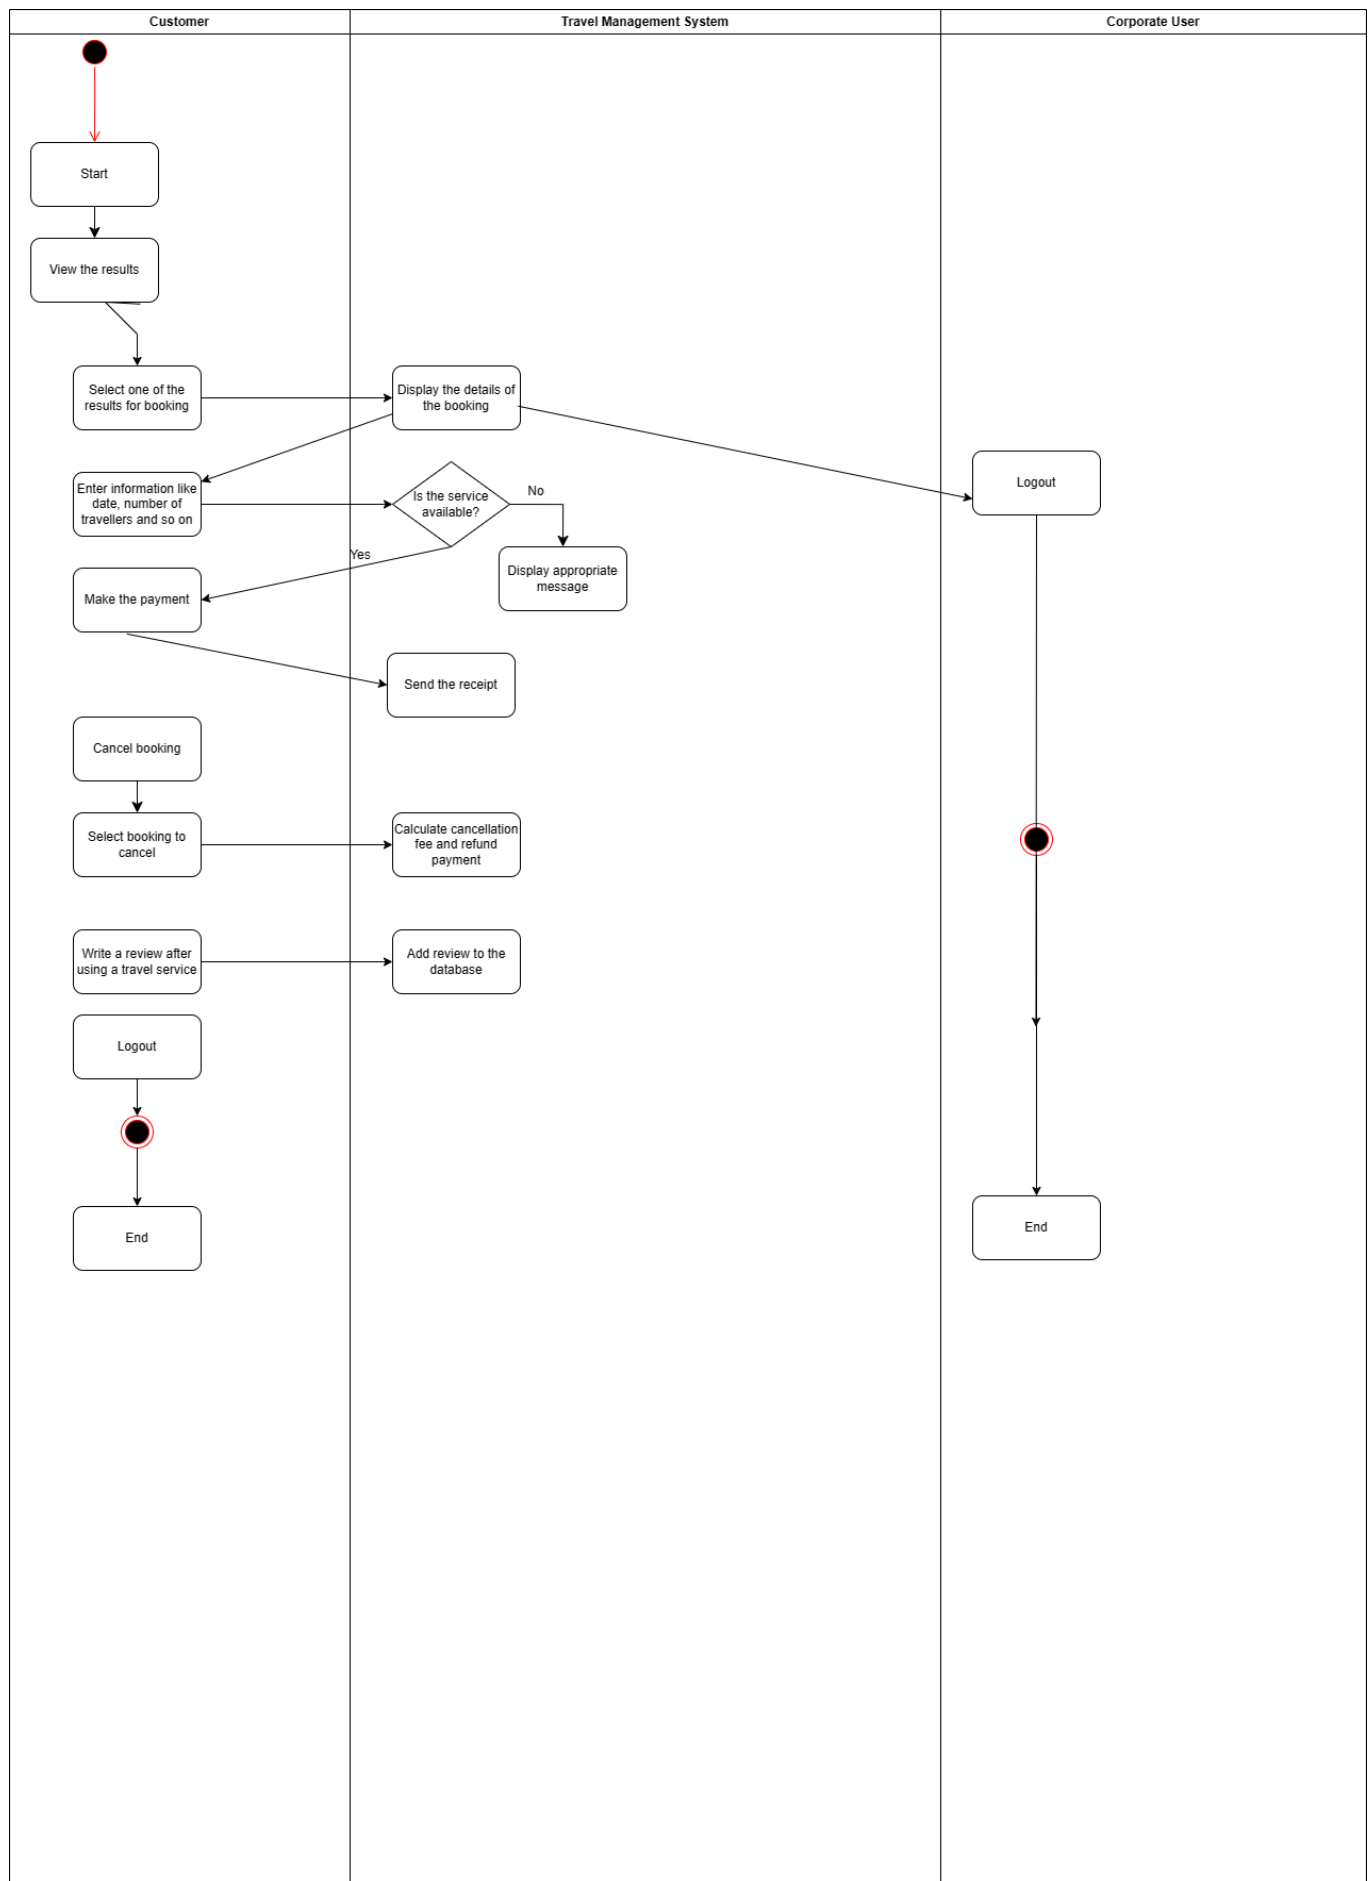 Customer
Travel Management System
Corporate User
Start
View the results
Select one of the
results for booking
Display the details of
the booking
Enter information like
date, number of
travellers and so on
Is the service
available?
No
Logout
Yes
Display appropriate
message
Make the payment
Send the receipt
Cancel booking
Select booking to
cancel
Calculate cancellation
fee and refund
payment
Write a review after
using a travel service
Add review to the
database
Logout
End
End